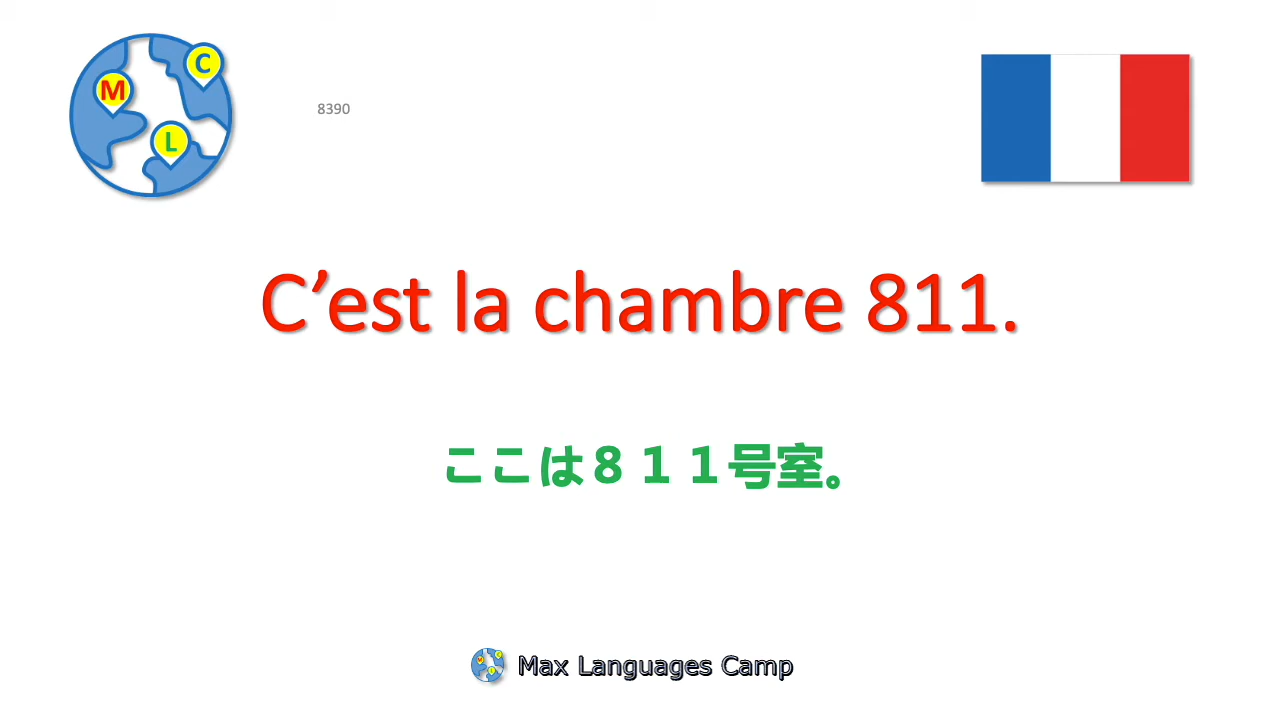 M
C
L
8390
C’est la chambre 811.
ここは８１１号室。
Max Languages Camp